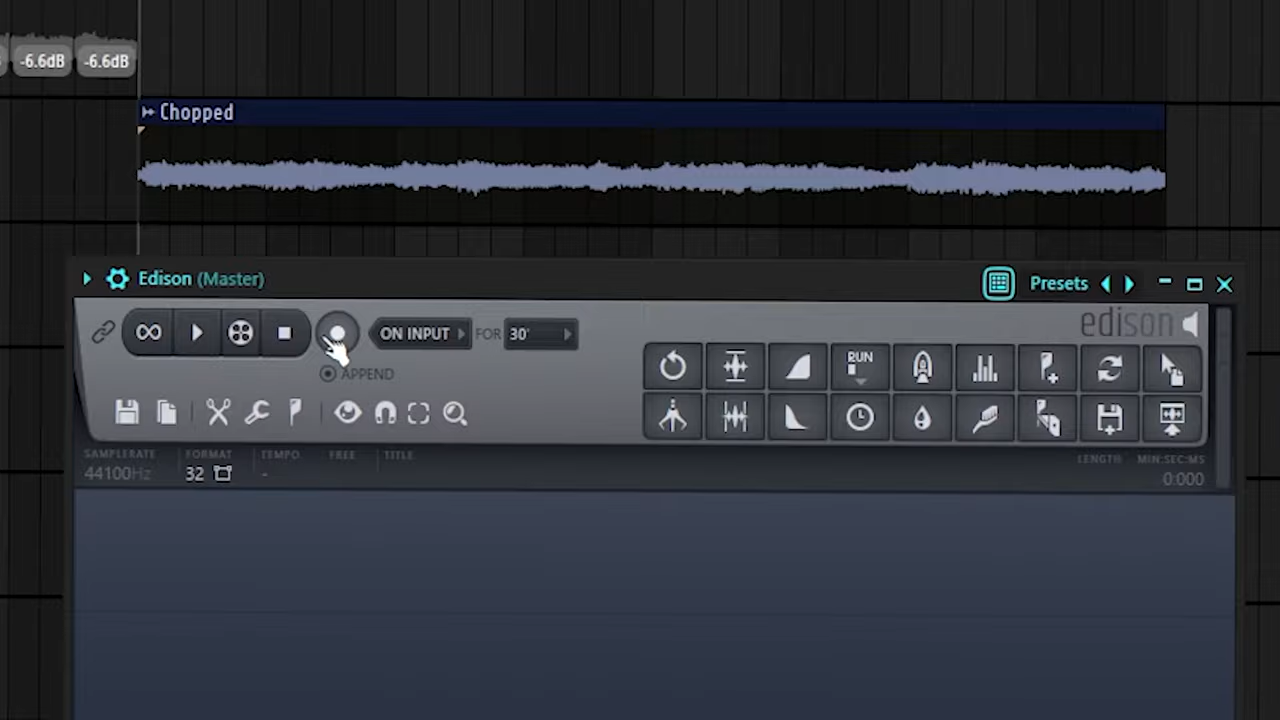 -6.6dB -6.6dB
Chopped
Edison (Master) Presets
ON INPUT FOR 30' edison
APPEND RUN
SAMPLERATE FORMAT TEMPO FREE TITLE LENGTH MIN:SEC:MS
44100Hz 32 - 0:000